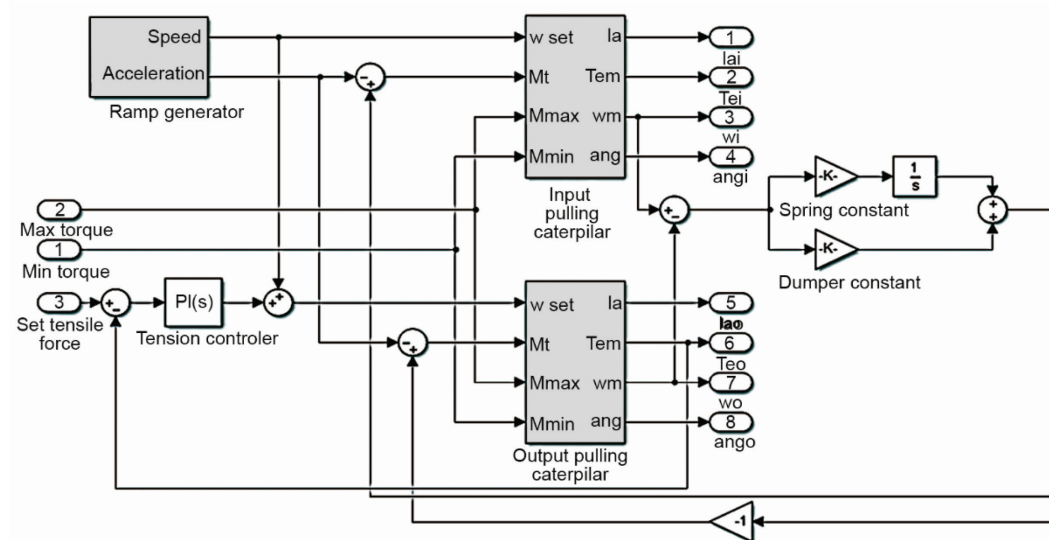 Speed
Acceleration
Ramp generator
- +
w set
Mt
Mmax
Mmin
Ia
Tem
wm
ang
Input
pulling
caterpilar
1
Iai
2
Tei
3
wi
4
angi
+ -
-K-
1
s
Spring constant
-K-
Dumper constant
+
+
2
Max torque
1
Min torque
3
Set tensile
force
+ -
PI(s)
Tension controler
+ +
- +
w set
Mt
Mmax
Mmin
Ia
Tem
wm
ang
Output pulling
caterpilar
5
Iao
6
Teo
7
wo
8
ango
-1